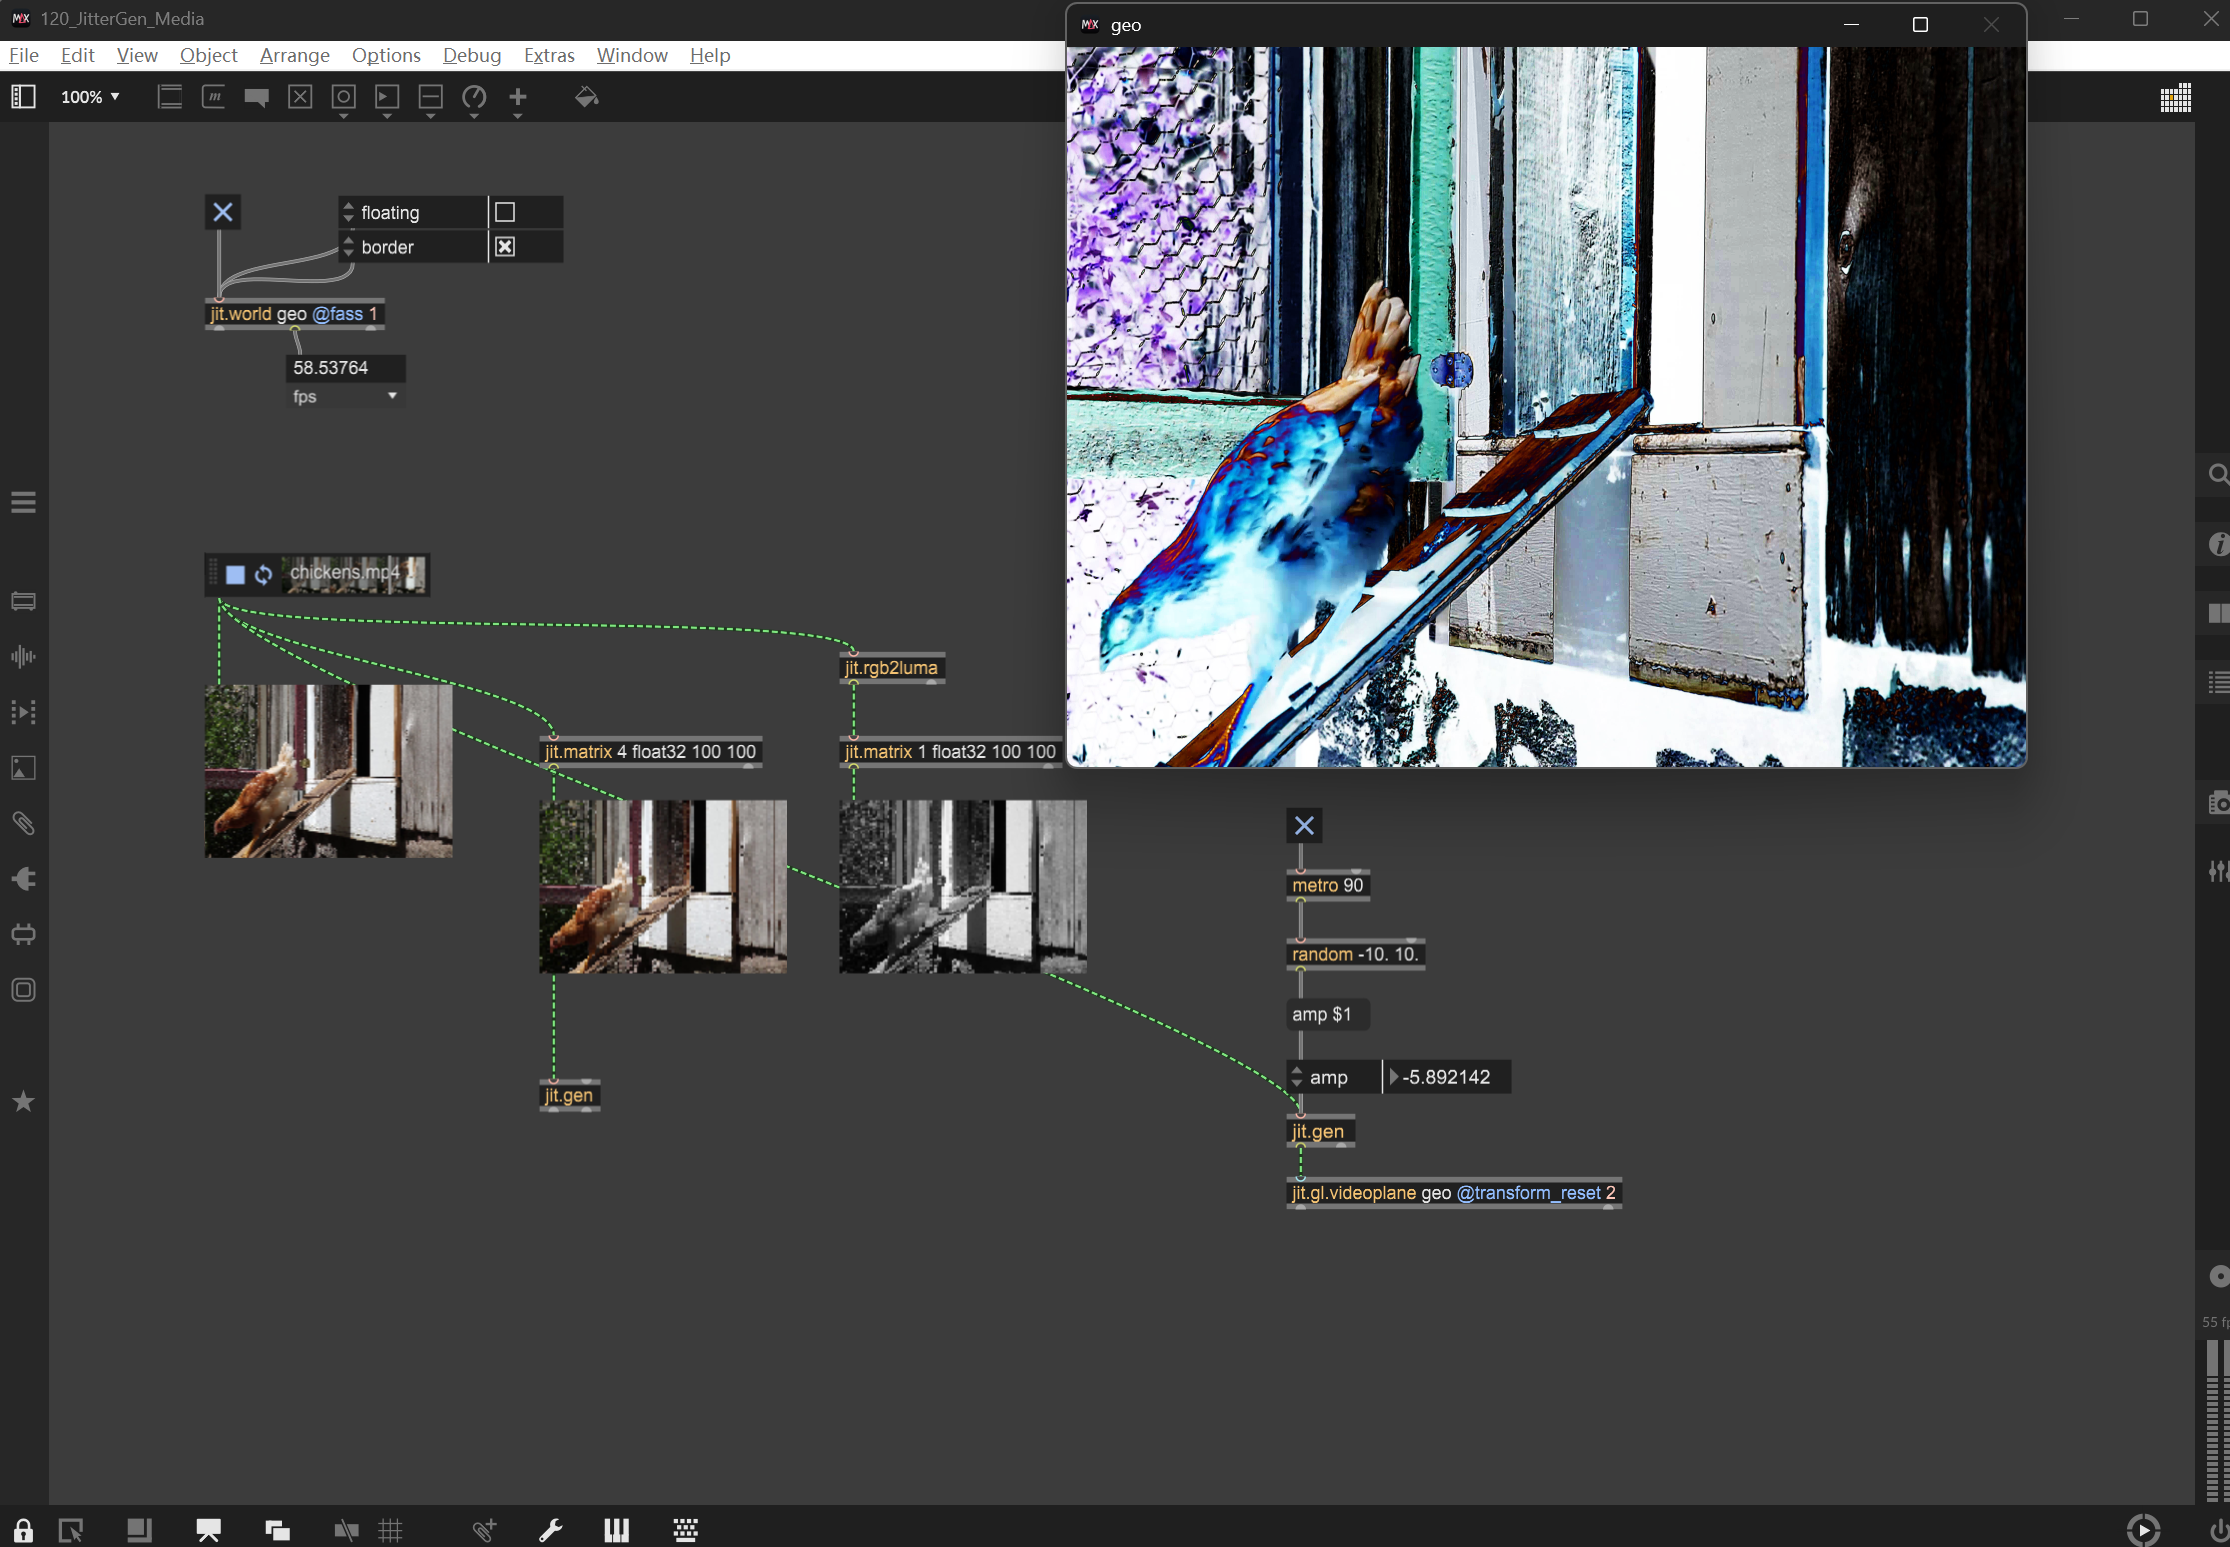 120_JitterGen_Media
geo
File Edit View Object Arrange Options Debug Extras Window Help
100%
floating
border
jit.world geo @fass 1
58.53764
fps
chickens.mp4
jit.rgb2luma
jit.matrix 4 float32 100 100
jit.matrix 1 float32 100 100
metro 90
random -10. 10.
amp $1
amp -5.892142
jit.gen
jit.gen
jit.gl.videoplane geo @transform_reset 2